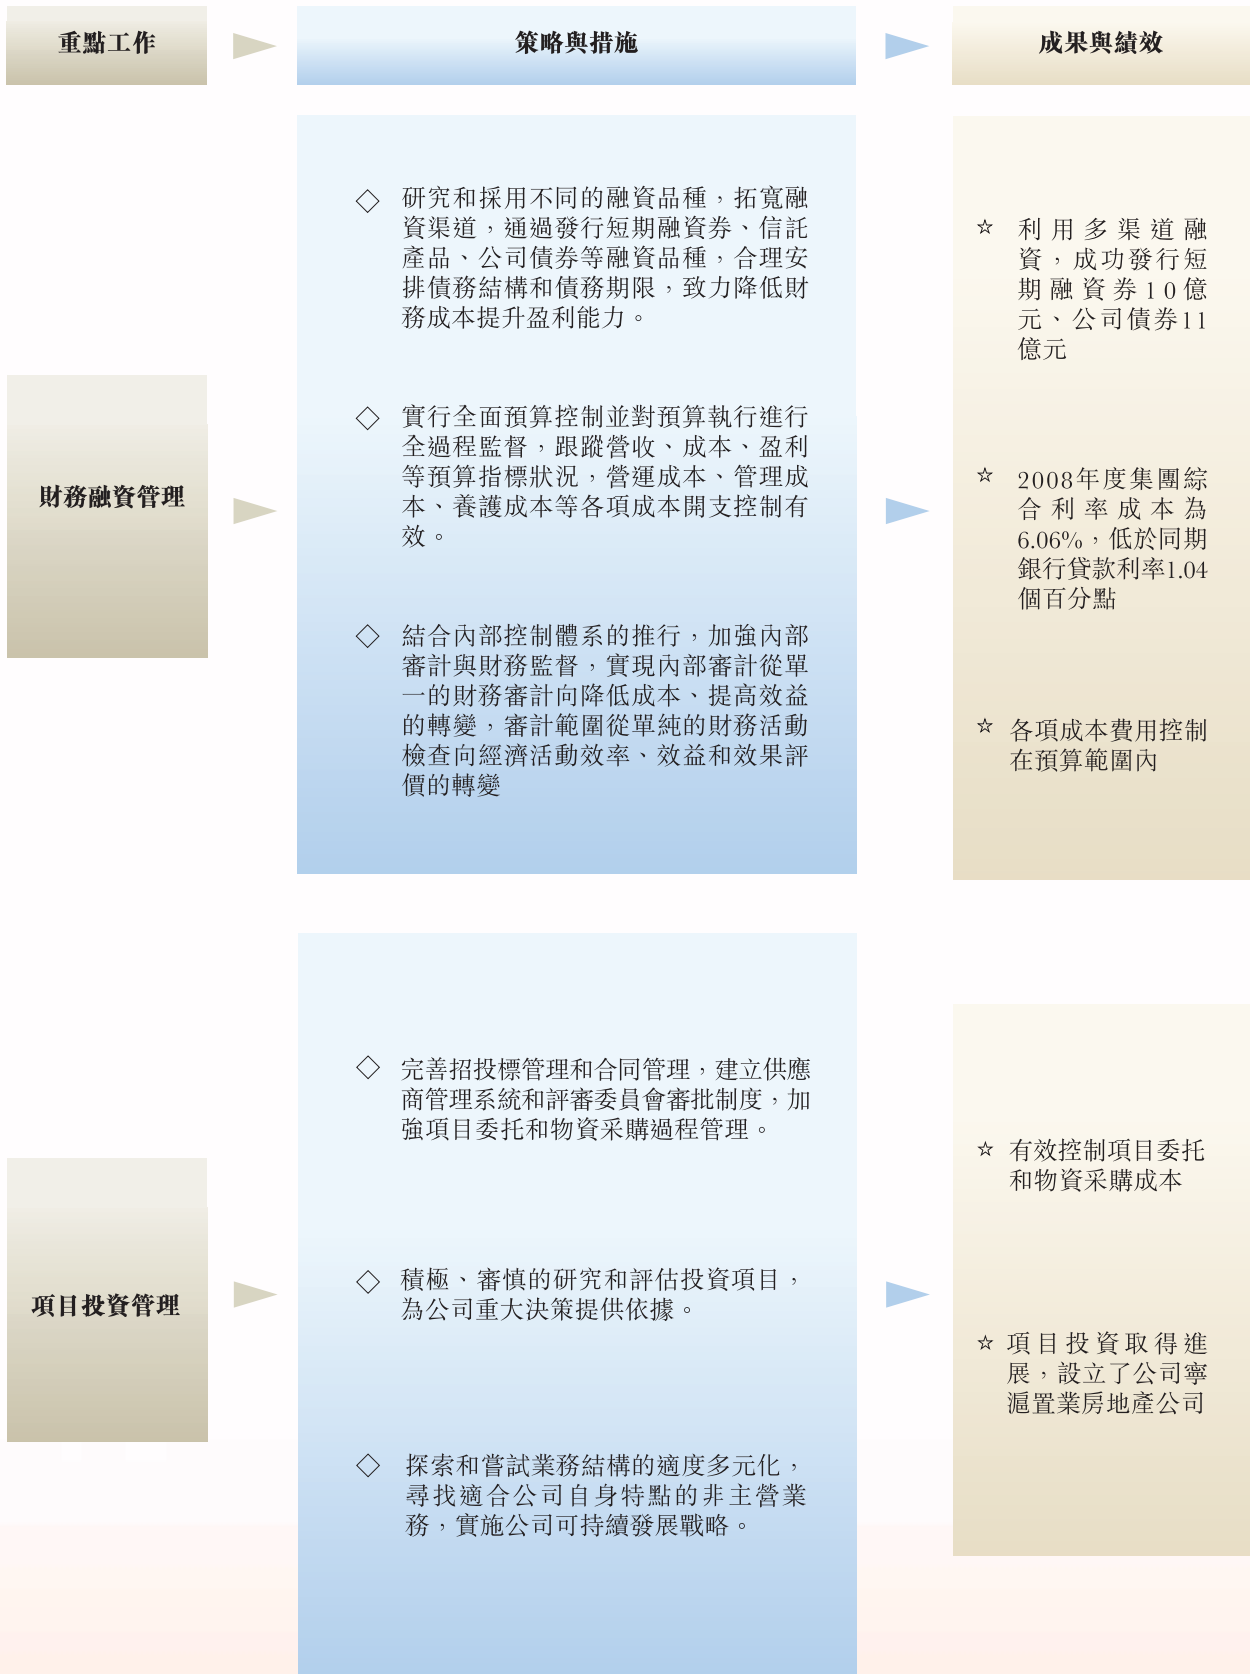 重點工作
策略與措施
成果與績效
財務融資管理
◇ 研究和採用不同的融資品種，拓寬融
資渠道，通過發行短期融資券、信託
產品、公司債券等融資品種，合理安
排債務結構和債務期限，致力降低財
務成本提升盈利能力。
◇ 實行全面預算控制並對預算執行進行
全過程監督，跟蹤營收、成本、盈利
等預算指標狀況，營運成本、管理成
本、養護成本等各項成本開支控制有
效。
◇ 結合內部控制體系的推行，加強內部
審計與財務監督，實現內部審計從單
一的財務審計向降低成本、提高效益
的轉變，審計範圍從單純的財務活動
檢查向經濟活動效率、效益和效果評
價的轉變
☆ 利用多渠道融
資，成功發行短
期融資券10億
元、公司債券11
億元
☆ 2008年度集團綜
合利率成本為
6.06%，低於同期
銀行貸款利率1.04
個百分點
☆ 各項成本費用控制
在預算範圍內
項目投資管理
◇ 完善招投標管理和合同管理，建立供應
商管理系統和評審委員會審批制度，加
強項目委托和物資采購過程管理。
◇ 積極、審慎的研究和評估投資項目，
為公司重大決策提供依據。
◇ 探索和嘗試業務結構的適度多元化，
尋找適合公司自身特點的非主營業
務，實施公司可持續發展戰略。
☆ 有效控制項目委托
和物資采購成本
☆ 項目投資取得進
展，設立了公司寧
滬置業房地產公司